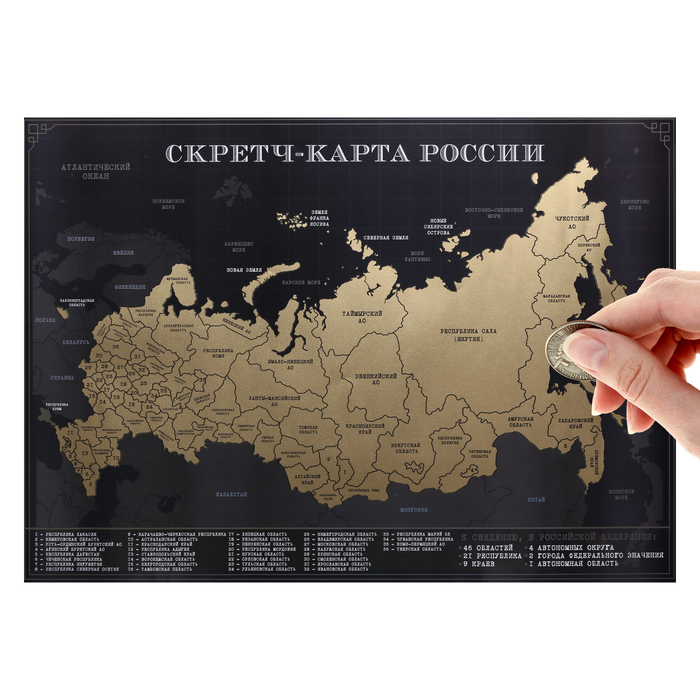 СКРЕТЧ-КАРТА РОССИИ
АТЛАНТИЧЕСКИЙ
ОКЕАН
НОРВЕЖСКОЕ
МОРЕ
ЗЕМЛЯ
ФРАНЦА
ИОСИФА
ВОСТОЧНО-СИБИРСКОЕ
МОРЕ
БЕРИНГОВО
МОРЕ
НОВЫЕ
СИБИРСКИЕ
ОСТРОВА
ЧУКОТСКИЙ
АО
СЕВЕРНАЯ ЗЕМЛЯ
НОРВЕГИЯ
БАРЕНЦЕВО
МОРЕ
ШВЕЦИЯ
МОРЕ
ЛАПТЕВЫХ
НОВАЯ ЗЕМЛЯ
КАРСКОЕ МОРЕ
ФИНЛЯНДИЯ
МУРМАНСКАЯ
ОБЛАСТЬ
МАГАДАНСКАЯ
ОБЛАСТЬ
КАЛИНИНГРАДСКАЯ
ОБЛАСТЬ
ПОЛЬША
ТАЙМЫРСКИЙ
АО
АРХАНГЕЛЬСКАЯ
ОБЛАСТЬ
НЕНЕЦКИЙ АО
РЕСПУБЛИКА САХА
(ЯКУТИЯ)
БЕЛАРУСЬ
РЕСПУБЛИКА
КОМИ
ЯМАЛО-НЕНЕЦКИЙ
АО
УКРАИНА
ЭВЕНКИЙСКИЙ
АО
ХАНТЫ-МАНСИЙСКИЙ
АО
РЕСПУБЛИКА
КРЫМ
АМУРСКАЯ
ОБЛАСТЬ
ХАБАРОВСКИЙ
КРАЙ
ТОМСКАЯ
ОБЛАСТЬ
КРАСНОЯРСКИЙ
КРАЙ
ИРКУТСКАЯ
ОБЛАСТЬ
ЧИТИНСКАЯ
ОБЛАСТЬ
АЛТАЙСКИЙ
КРАЙ
КАЗАХСТАН
МОНГОЛИЯ
КИТАЙ
ЯПОНСКОЕ
МОРЕ
1 – РЕСПУБЛИКА ХАКАСИЯ
2 – КЕМЕРОВСКАЯ ОБЛАСТЬ
3 – УСТЬ-ОРДЫНСКИЙ БУРЯТСКИЙ АО
4 – АГИНСКИЙ БУРЯТСКИЙ АО
5 – РЕСПУБЛИКА ДАГЕСТАН
6 – ЧЕЧЕНСКАЯ РЕСПУБЛИКА
7 – РЕСПУБЛИКА ИНГУШЕТИЯ
8 – РЕСПУБЛИКА СЕВЕРНАЯ ОСЕТИЯ
9 – КАРАЧАЕВО-ЧЕРКЕССКАЯ РЕСПУБЛИКА
10 – АСТРАХАНСКАЯ ОБЛАСТЬ
11 – КРАСНОДАРСКИЙ КРАЙ
12 – РЕСПУБЛИКА АДЫГЕЯ
13 – СТАВРОПОЛЬСКИЙ КРАЙ
14 – ВОРОНЕЖСКАЯ ОБЛАСТЬ
15 – БЕЛГОРОДСКАЯ ОБЛАСТЬ
16 – ТАМБОВСКАЯ ОБЛАСТЬ
17 – ЛИПЕЦКАЯ ОБЛАСТЬ
18 – РЯЗАНСКАЯ ОБЛАСТЬ
19 – ПЕНЗЕНСКАЯ ОБЛАСТЬ
20 – РЕСПУБЛИКА МОРДОВИЯ
21 – КУРСКАЯ ОБЛАСТЬ
22 – ОРЛОВСКАЯ ОБЛАСТЬ
23 – ТУЛЬСКАЯ ОБЛАСТЬ
24 – УЛЬЯНОВСКАЯ ОБЛАСТЬ
25 – НИЖЕГОРОДСКАЯ ОБЛАСТЬ
26 – ВЛАДИМИРСКАЯ ОБЛАСТЬ
27 – МОСКОВСКАЯ ОБЛАСТЬ
28 – КАЛУЖСКАЯ ОБЛАСТЬ
29 – БРЯНСКАЯ ОБЛАСТЬ
30 – СМОЛЕНСКАЯ ОБЛАСТЬ
31 – ЯРОСЛАВСКАЯ ОБЛАСТЬ
32 – ИВАНОВСКАЯ ОБЛАСТЬ
33 – РЕСПУБЛИКА МАРИЙ ЭЛ
34 – ЧУВАШСКАЯ РЕСПУБЛИКА
35 – КОМИ-ПЕРМЯЦКИЙ АО
36 – ТВЕРСКАЯ ОБЛАСТЬ
К СВЕДЕНИЮ, В РОССИЙСКОЙ ФЕДЕРАЦИИ:
46 ОБЛАСТЕЙ
21 РЕСПУБЛИКА
9 КРАЕВ
4 АВТОНОМНЫХ ОКРУГА
2 ГОРОДА ФЕДЕРАЛЬНОГО ЗНАЧЕНИЯ
1 АВТОНОМНАЯ ОБЛАСТЬ